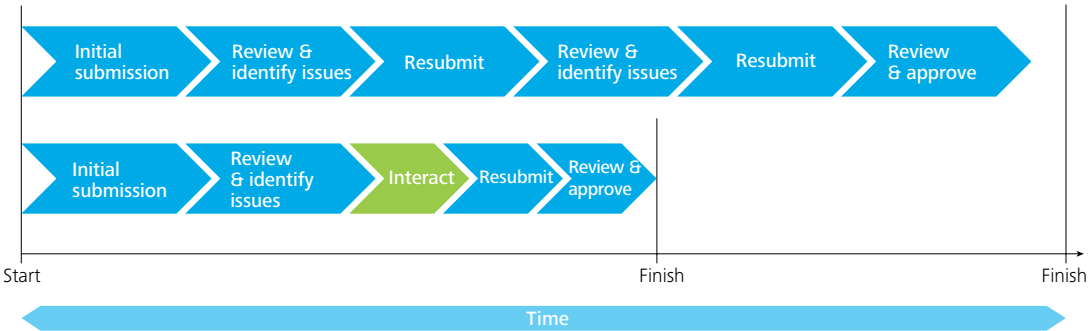 Initial
submission
Review &
identify issues
Resubmit
Review &
identify issues
Resubmit
Review
& approve
Initial
submission
Review
& identify
issues
Interact
Resubmit
Review &
approve
Start
Finish
Finish
Time